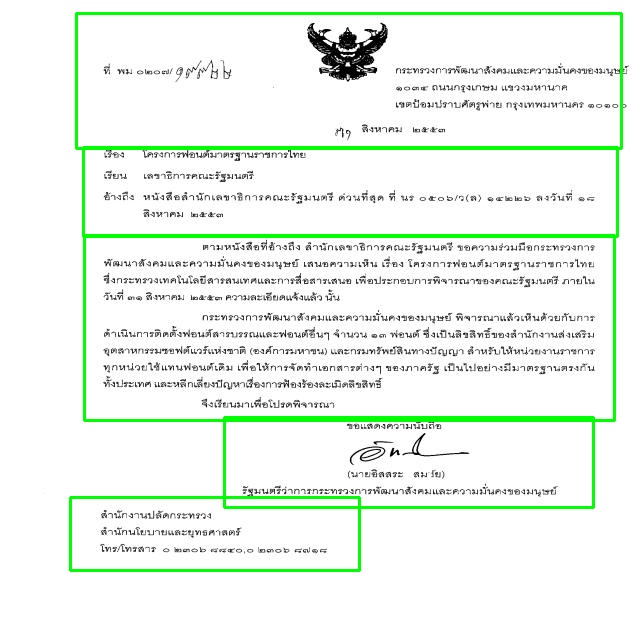 ที่ พม ๐๒๐๗/
กระทรวงการพัฒนาสังคมและความมั่นคงของมนุษย์
๑๐๓๔ ถนนกรุงเกษม แขวงมหานาค
เขตป้อมปราบศัตรูพ่าย กรุงเทพมหานคร ๑๐๑๐๐
สิงหาคม ๒๕๕๓
เรื่อง โครงการฟอนต์มาตรฐานราชการไทย
เรียน เลขาธิการคณะรัฐมนตรี
อ้างถึง หนังสือสำนักเลขาธิการคณะรัฐมนตรี ด่วนที่สุด ที่ นร ๐๕๐๖/ว(ล) ๑๔๒๒๖ ลงวันที่ ๑๘
สิงหาคม ๒๕๕๓
ตามหนังสือที่อ้างถึง สำนักเลขาธิการคณะรัฐมนตรี ขอความร่วมมือกระทรวงการ
พัฒนาสังคมและความมั่นคงของมนุษย์ เสนอความเห็น เรื่อง โครงการฟอนต์มาตรฐานราชการไทย
ซึ่งกระทรวงเทคโนโลยีสารสนเทศและการสื่อสารเสนอ เพื่อประกอบการพิจารณาของคณะรัฐมนตรี ภายใน
วันที่ ๓๑ สิงหาคม ๒๕๕๓ ความละเอียดแจ้งแล้ว นั้น
กระทรวงการพัฒนาสังคมและความมั่นคงของมนุษย์ พิจารณาแล้วเห็นด้วยกับการ
ดำเนินการติดตั้งฟอนต์สารบรรณและฟอนต์อื่นๆ จำนวน ๑๓ ฟอนต์ ซึ่งเป็นลิขสิทธิ์ของสำนักงานส่งเสริม
อุตสาหกรรมซอฟต์แวร์แห่งชาติ (องค์การมหาชน) และกรมทรัพย์สินทางปัญญา สำหรับให้หน่วยงานราชการ
ทุกหน่วยใช้แทนฟอนต์เดิม เพื่อให้การจัดทำเอกสารต่างๆ ของภาครัฐ เป็นไปอย่างมีมาตรฐานตรงกัน
ทั้งประเทศ และหลีกเลี่ยงปัญหาเรื่องการฟ้องร้องละเมิดลิขสิทธิ์
จึงเรียนมาเพื่อโปรดพิจารณา
ขอแสดงความนับถือ
(นายอิสสระ สมชัย)
รัฐมนตรีว่าการกระทรวงการพัฒนาสังคมและความมั่นคงของมนุษย์
สำนักงานปลัดกระทรวง
สำนักนโยบายและยุทธศาสตร์
โทร/โทรสาร ๐ ๒๓๐๖ ๘๘๔๐,๐ ๒๓๐๖ ๘๗๑๘